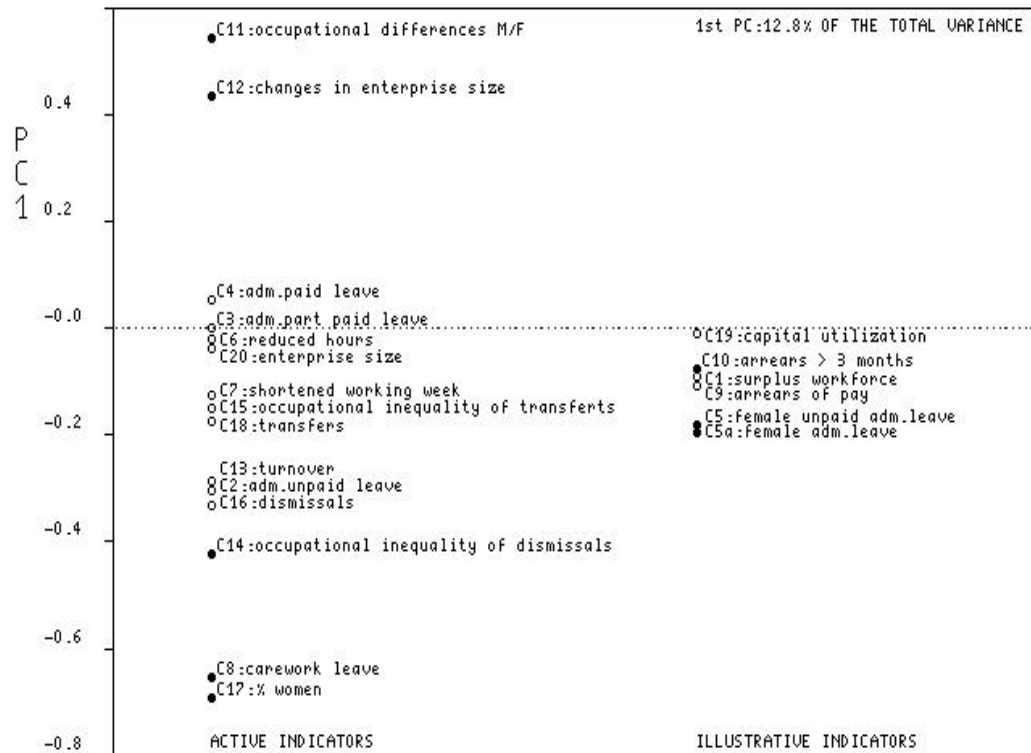 C11:occupational differences M/F
1st PC:12.8% OF THE TOTAL VARIANCE
C12:changes in enterprise size
0.4
PC1
0.2
C4:adm.paid leave
-0.0
C3:adm.part paid leave
C6:reduced hours
C19:capital utilization
C20:enterprise size
C10:arrears > 3 months
C1:surplus workforce
C7:shortened working week
C9:arrears of pay
C15:occupational inequality of transferts
-0.2
C18:transfers
C5:female unpaid adm.leave
C5a:female adm.leave
C13:turnover
C2:adm.unpaid leave
C16:dismissals
-0.4
C14:occupational inequality of dismissals
-0.6
C8:carework leave
C17:% women
-0.8
ACTIVE INDICATORS
ILLUSTRATIVE INDICATORS